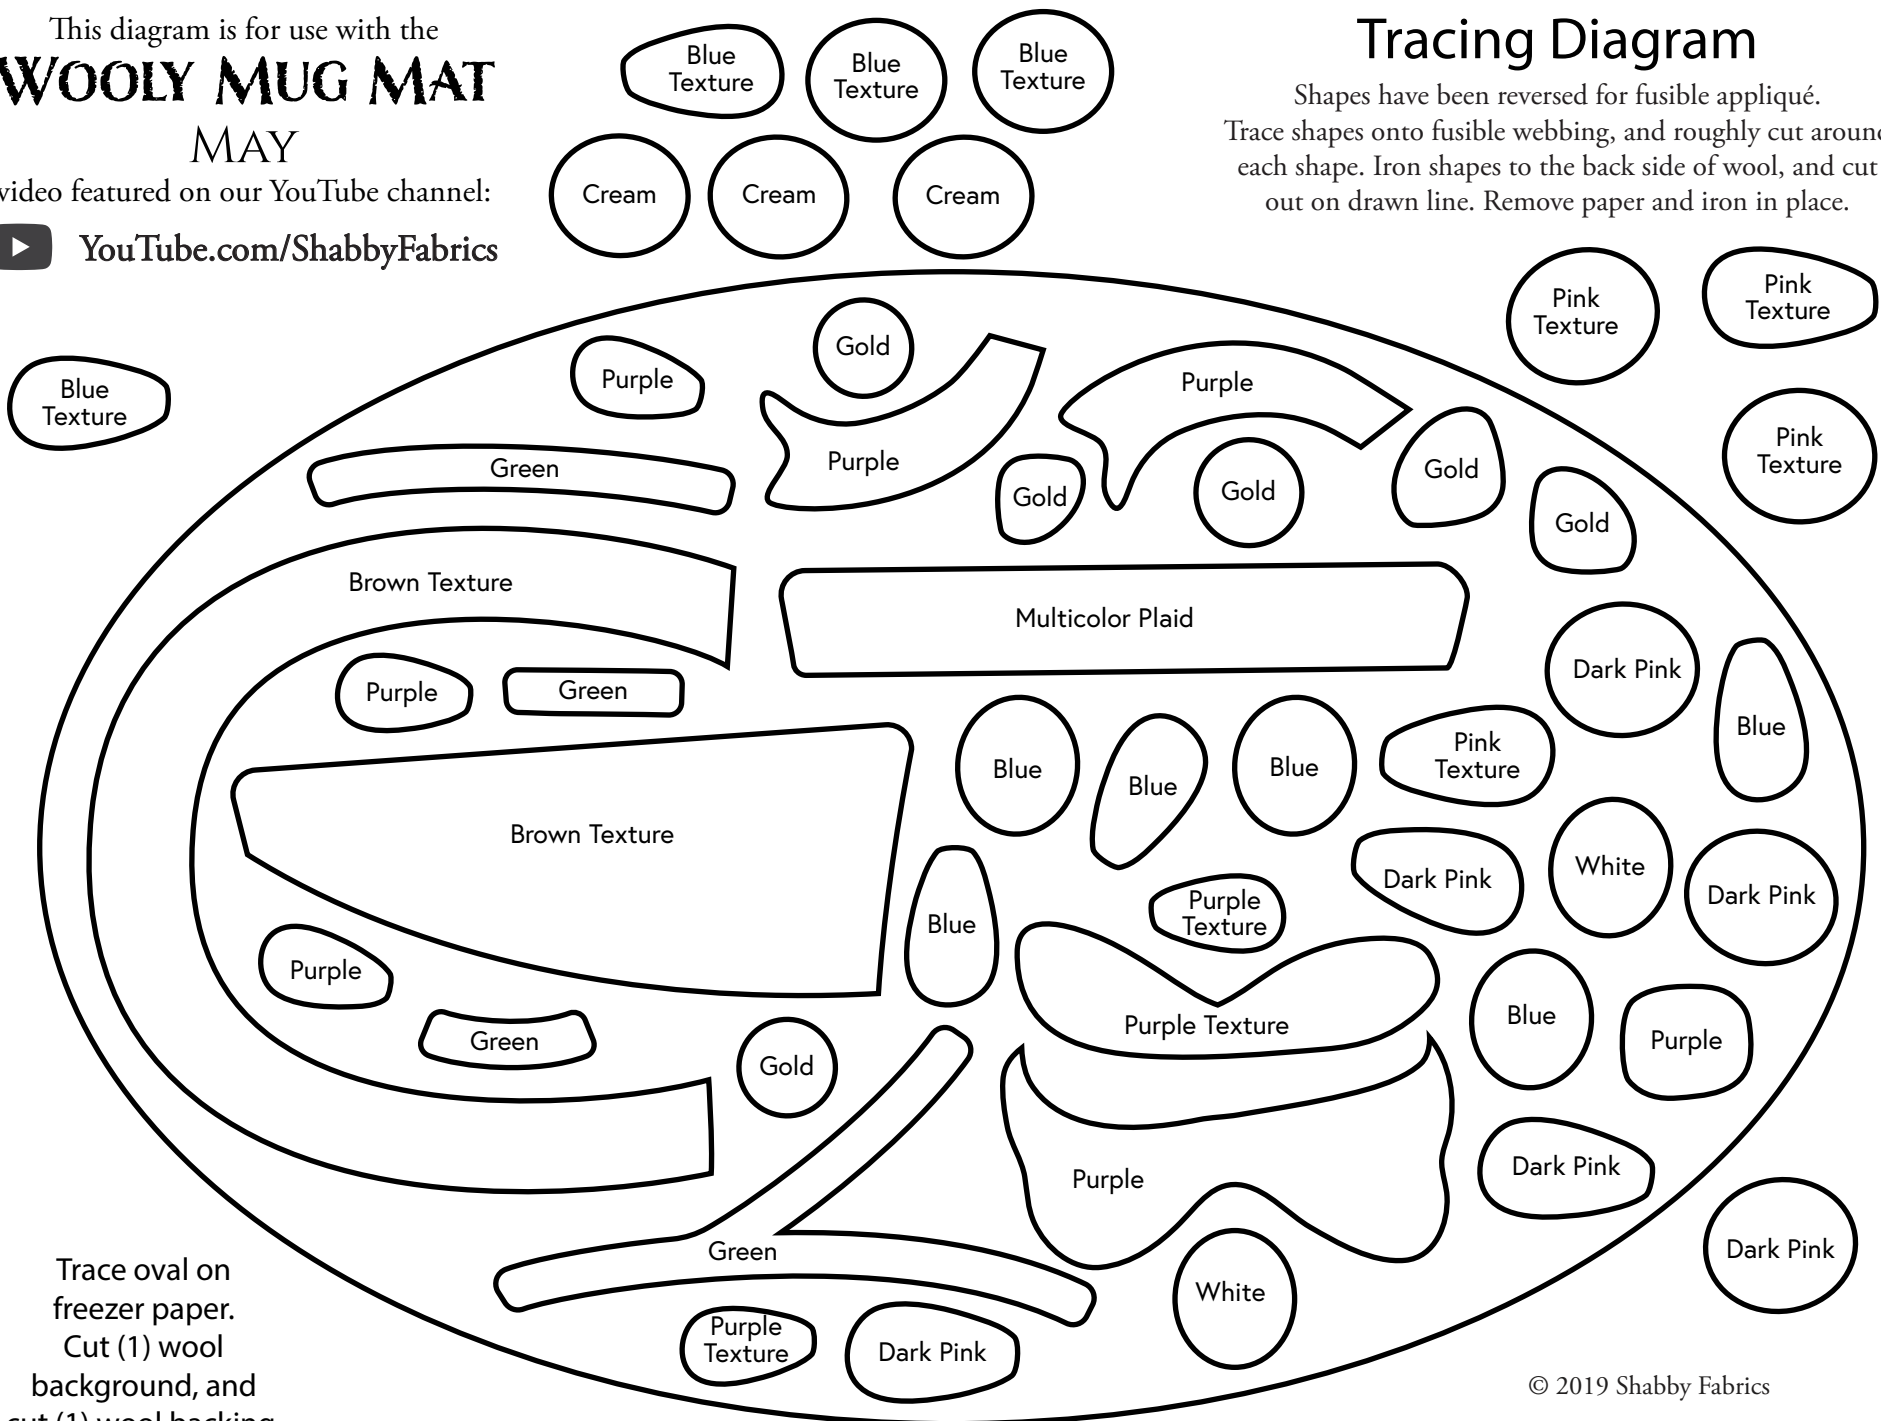 This diagram is for use with the
WOOLY MUG MAT
MAY
video featured on our YouTube channel:
YouTube.com/ShabbyFabrics
Tracing Diagram
Shapes have been reversed for fusible appliqué.
Trace shapes onto fusible webbing, and roughly cut around
each shape. Iron shapes to the back side of wool, and cut
out on drawn line. Remove paper and iron in place.
Blue
Texture
Blue
Texture
Blue
Texture
Cream
Cream
Cream
Pink
Texture
Pink
Texture
Blue
Texture
Purple
Gold
Purple
Purple
Pink
Texture
Green
Gold
Gold
Gold
Gold
Brown Texture
Multicolor Plaid
Dark Pink
Blue
Purple
Green
Blue
Blue
Blue
Pink
Texture
Brown Texture
Blue
Purple
Texture
Dark Pink
White
Dark Pink
Purple
Purple Texture
Blue
Purple
Green
Gold
Purple
Dark Pink
Green
White
Dark Pink
Purple
Texture
Dark Pink
Trace oval on
freezer paper.
Cut (1) wool
background, and
cut (1) wool backing
© 2019 Shabby Fabrics